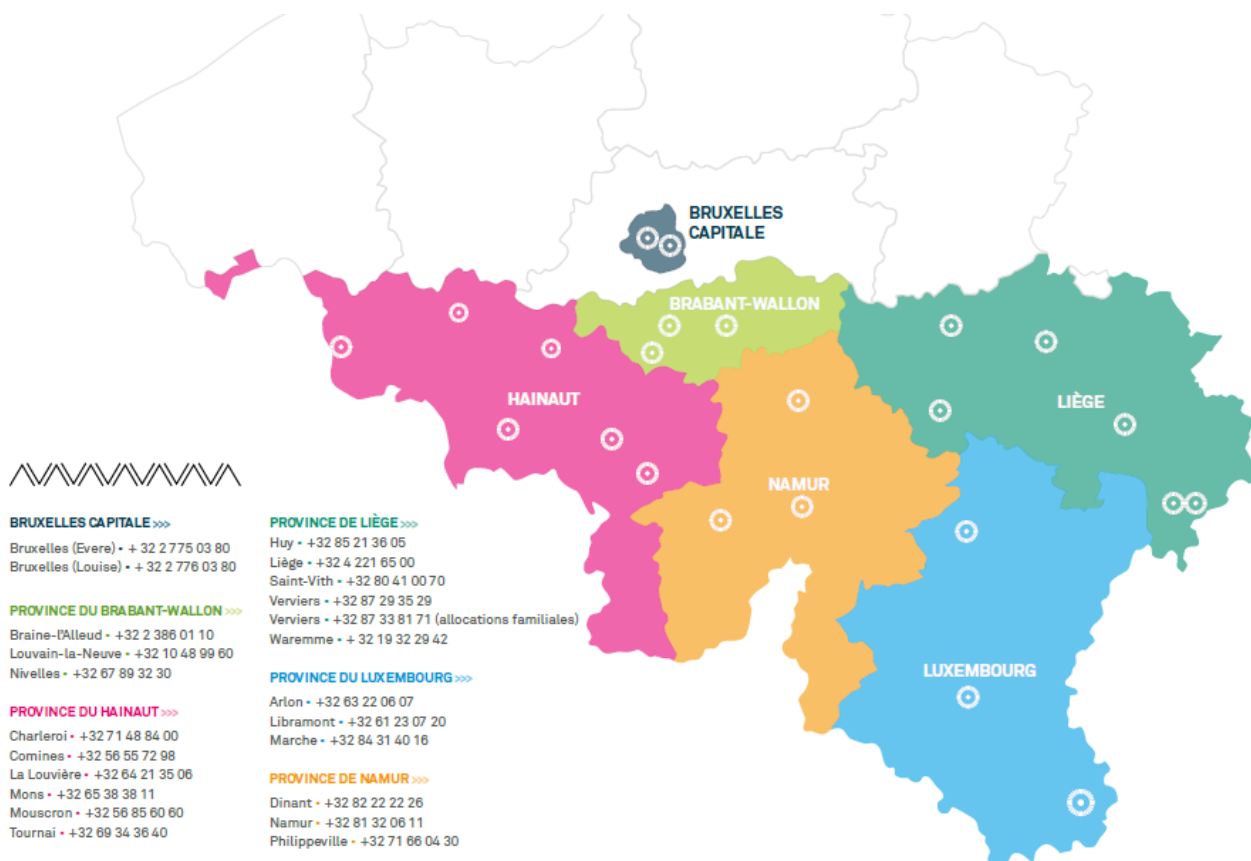 BRUXELLES
CAPITALE
BRABANT-WALLON
HAINAUT
LIÈGE
NAMUR
LUXEMBOURG
BRUXELLES CAPITALE >>>
Bruxelles (Evere) • + 32 2 775 03 80
Bruxelles (Louise) • + 32 2 776 03 80
PROVINCE DU BRABANT-WALLON >>>
Braine-l'Alleud • +32 2 386 01 10
Louvain-la-Neuve • +32 10 48 99 60
Nivelles • +32 67 89 32 30
PROVINCE DU HAINAUT >>>
Charleroi • +32 71 48 84 00
Comines • +32 56 55 72 98
La Louvière • +32 64 21 35 06
Mons • +32 65 38 38 11
Mouscron • +32 56 85 60 60
Tournai • +32 69 34 36 40
PROVINCE DE LIÈGE >>>
Huy • +32 85 21 36 05
Liège • +32 4 221 65 00
Saint-Vith • +32 80 41 00 70
Verviers • +32 87 29 35 29
Verviers • +32 87 33 81 71 (allocations familiales)
Waremme • + 32 19 32 29 42
PROVINCE DU LUXEMBOURG >>>
Arlon • +32 63 22 06 07
Libramont • +32 61 23 07 20
Marche • +32 84 31 40 16
PROVINCE DE NAMUR >>>
Dinant • +32 82 22 22 26
Namur • +32 81 32 06 11
Philippeville • +32 71 66 04 30